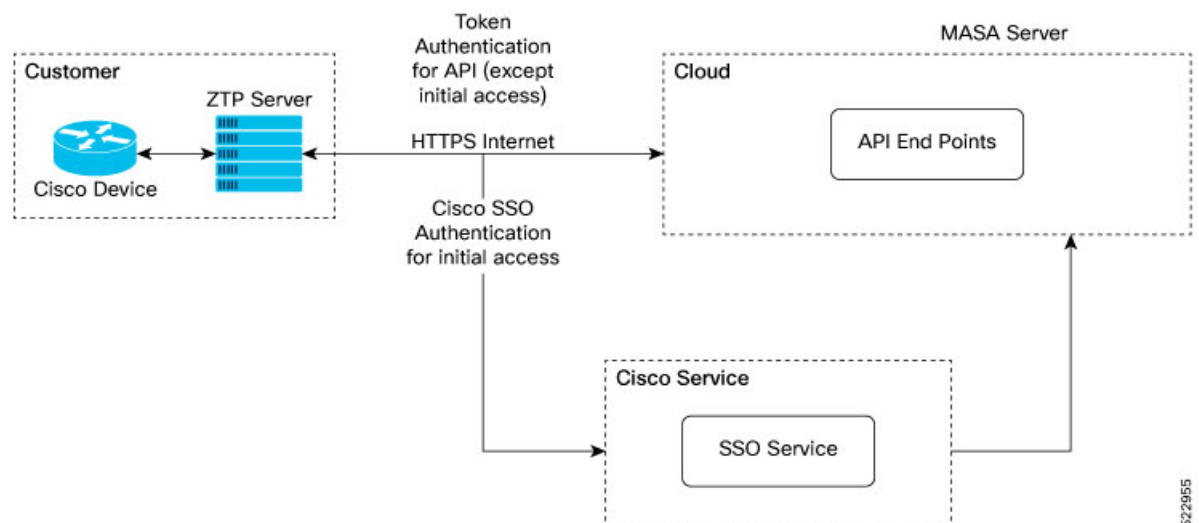 Token
Authentication
for API (except
initial access)
MASA Server
Customer
Cloud
ZTP Server
HTTPS Internet
API End Points
Cisco Device
Cisco SSO
Authentication
for initial access
Cisco Service
SSO Service
522955